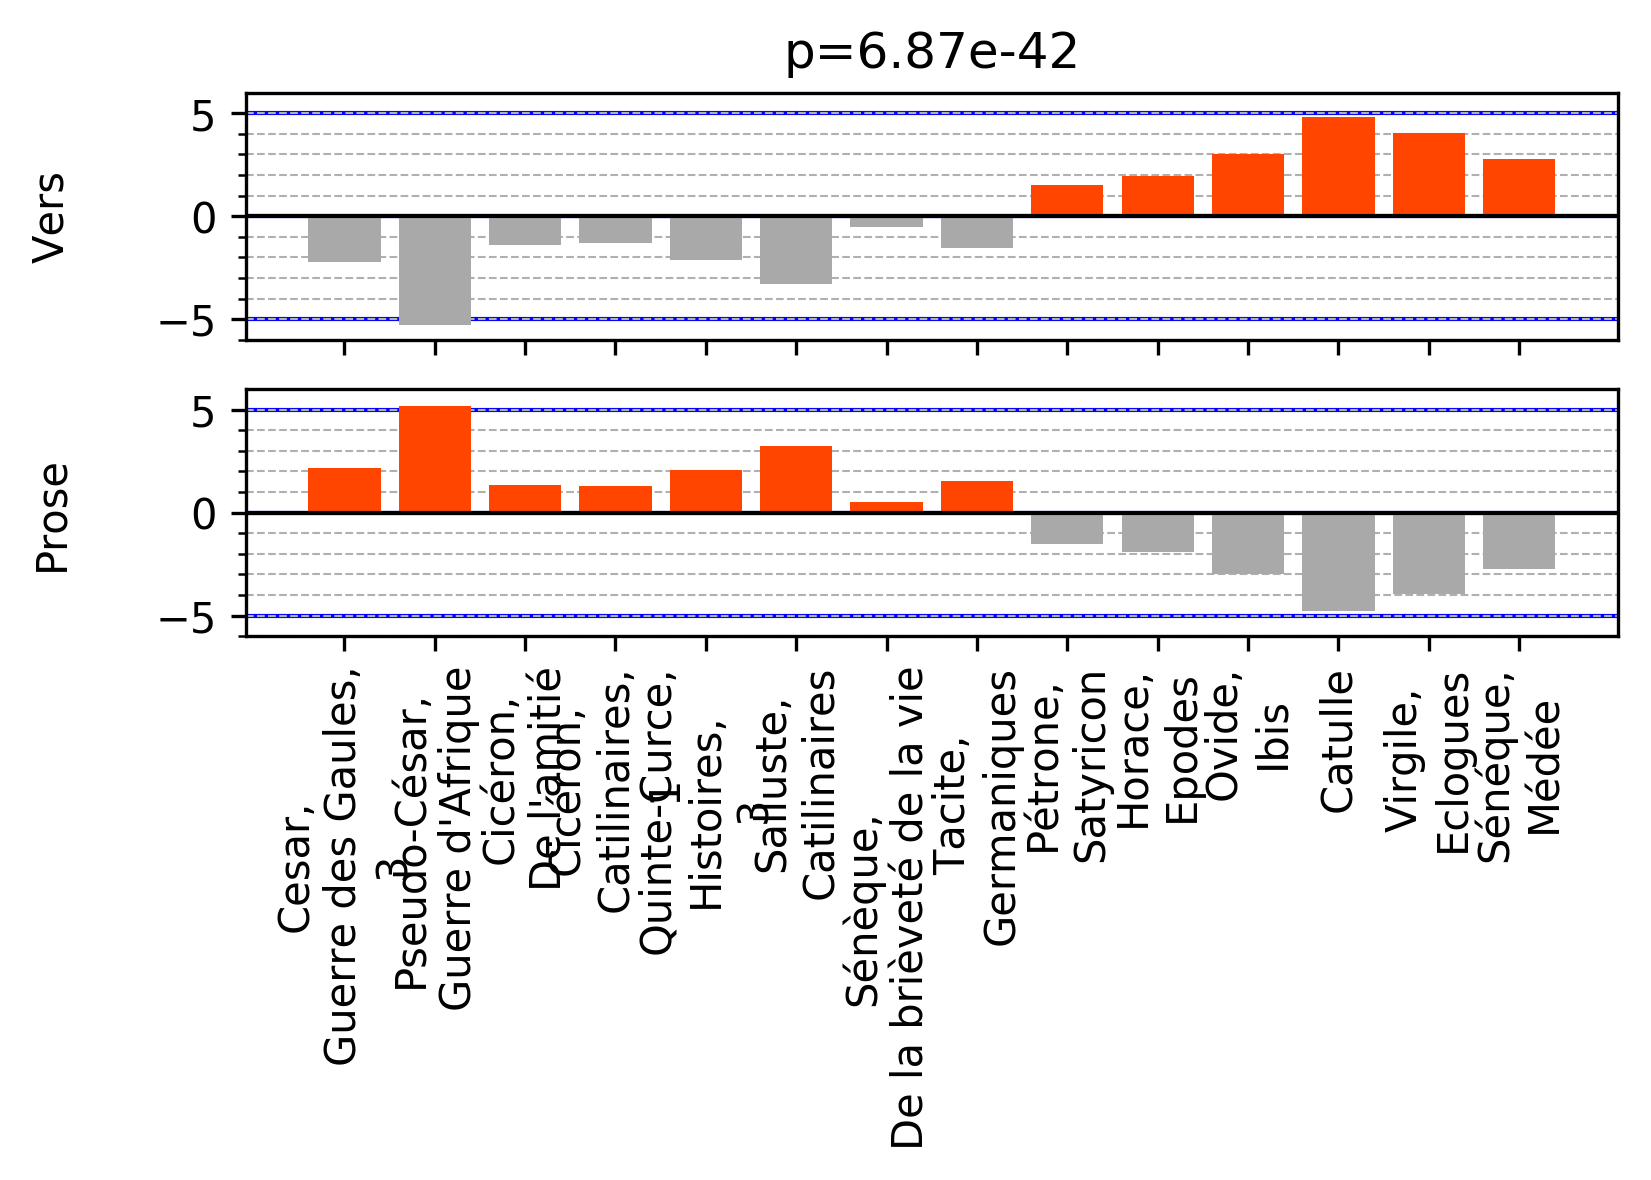 p=6.87e-42
Vers
5
0
−5
Prose
5
0
−5
Cesar,
Guerre des Gaules,
3
Pseudo-César,
Guerre d'Afrique
Cicéron,
De l'amitié
Cicéron,
Catilinaires,
1
Quinte-Curce,
Histoires,
3
Salluste,
Catilinaires
Sénèque,
De la brièveté de la vie
Tacite,
Germaniques
Pétrone,
Satyricon
Horace,
Epodes
Ovide,
Ibis
Catulle
Virgile,
Eclogues
Sénéque,
Médée